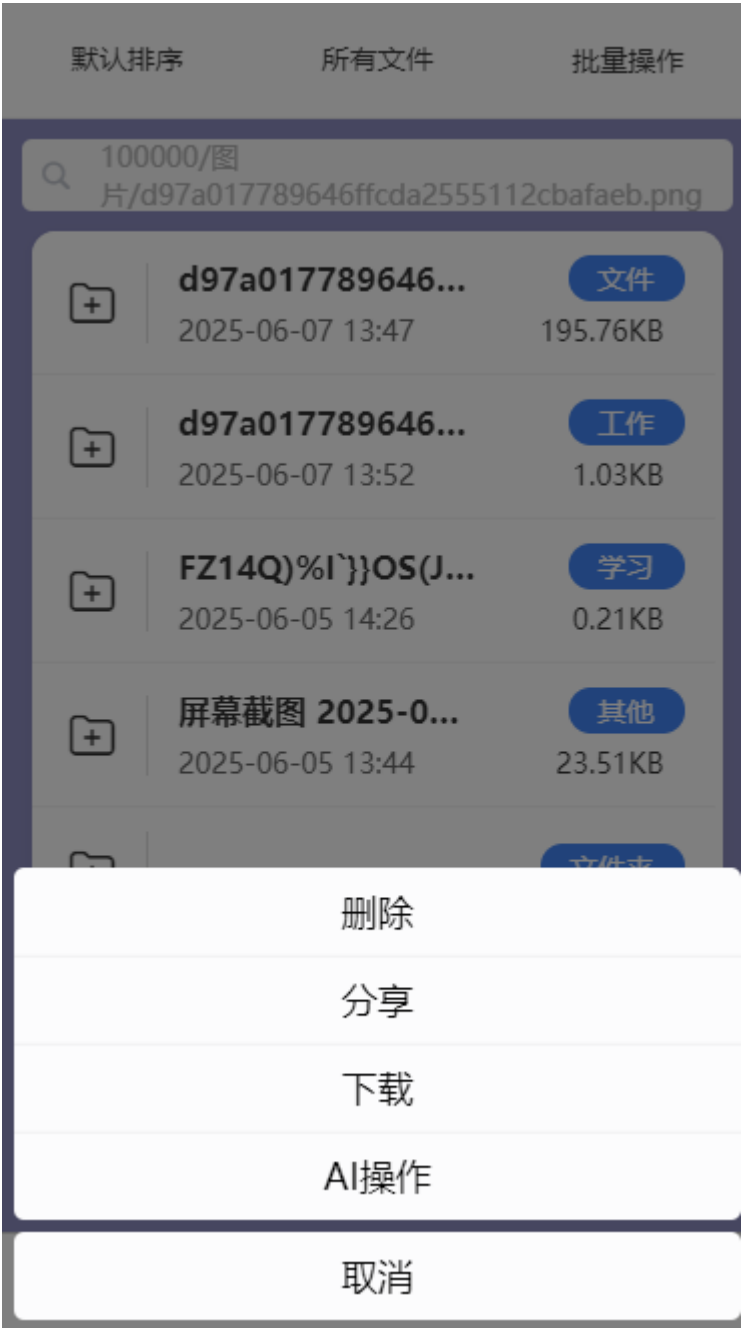 默认排序 所有文件 批量操作
100000/图
片/d97a017789646ffcda2555112cbafaeb.png
d97a017789646... 文件
2025-06-07 13:47 195.76KB
d97a017789646... 工作
2025-06-07 13:52 1.03KB
FZ14Q)%I`}}OS(J... 学习
2025-06-05 14:26 0.21KB
屏幕截图 2025-0... 其他
2025-06-05 13:44 23.51KB
文件夹
删除
分享
下载
AI操作
取消